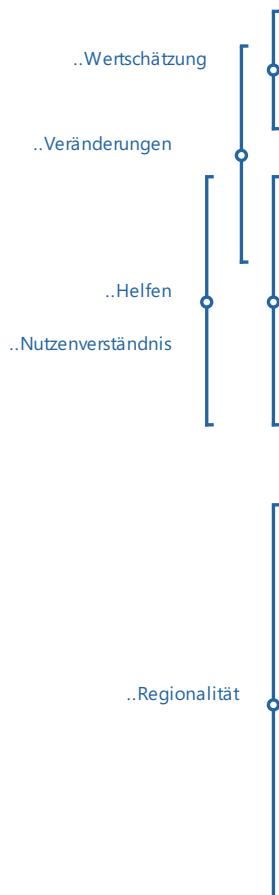 ..Wertschätzung
..Veränderungen
..Helfen
..Nutzenverständnis
..Regionalität